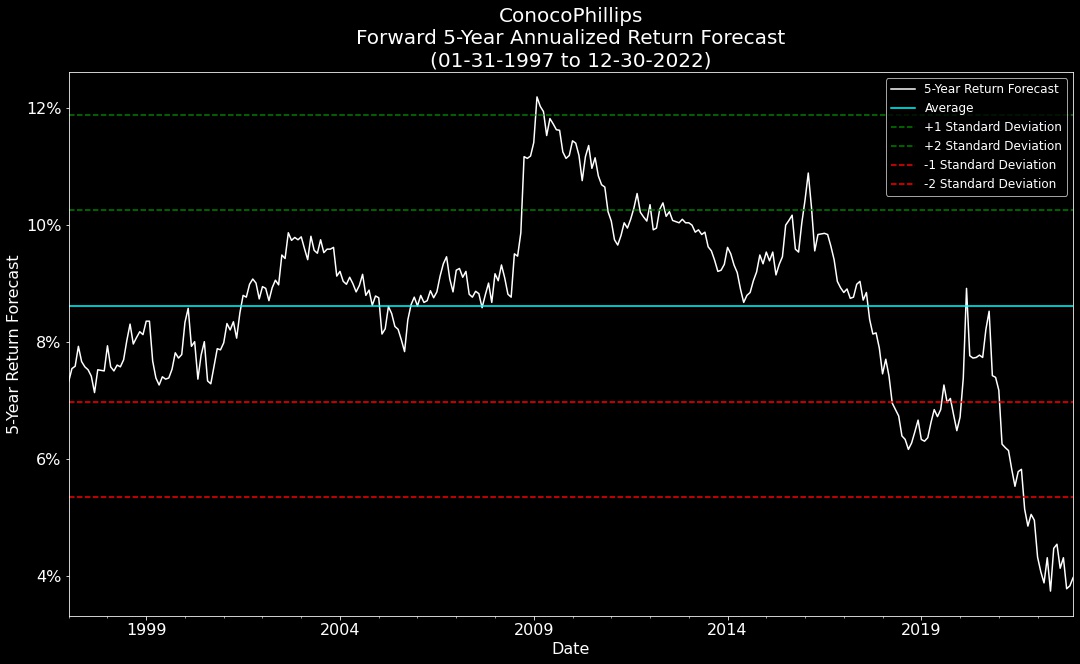 ConocoPhillips
Forward 5-Year Annualized Return Forecast
(01-31-1997 to 12-30-2022)
5-Year Return Forecast
Average
+1 Standard Deviation
+2 Standard Deviation
-1 Standard Deviation
-2 Standard Deviation
5-Year Return Forecast
12%
10%
8%
6%
4%
1999
2004
2009
2014
2019
Date